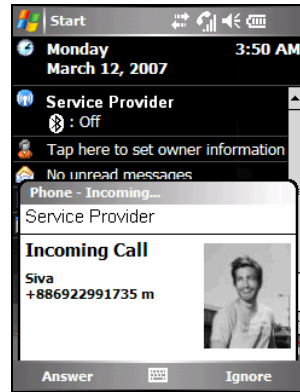 Start
Monday 3:50 AM
March 12, 2007
Service Provider
: Off
Tap here to set owner information
No unread messages
Phone - Incoming...
Service Provider
Incoming Call
Siva
+886922991735 m
Answer Ignore